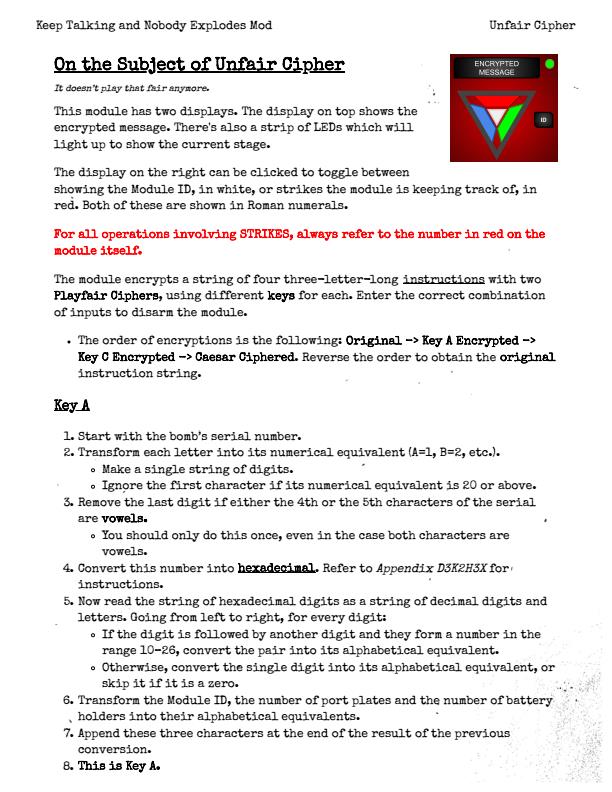 Keep Talking and Nobody Explodes Mod
Unfair Cipher
On the Subject of Unfair Cipher
ENCRYPTED
MESSAGE
ID
It doesn't play that fair anymore.
This module has two displays. The display on top shows the
encrypted message. There's also a strip of LEDs which will
light up to show the current stage.
The display on the right can be clicked to toggle between
showing the Module ID, in white, or strikes the module is keeping track of, in
red. Both of these are shown in Roman numerals.
For all operations involving STRIKES, always refer to the number in red on the
module itself.
The module encrypts a string of four three-letter-long instructions with two
Playfair Ciphers, using different keys for each. Enter the correct combination
of inputs to disarm the module.
• The order of encryptions is the following: Original -> Key A Encrypted ->
Key C Encrypted -> Caesar Ciphered. Reverse the order to obtain the original
instruction string.
Key A
1. Start with the bomb's serial number.
2. Transform each letter into its numerical equivalent (A=1, B=2, etc.).
○ Make a single string of digits.
○ Ignore the first character if its numerical equivalent is 20 or above.
3. Remove the last digit if either the 4th or the 5th characters of the serial
are vowels.
○ You should only do this once, even in the case both characters are
vowels.
4. Convert this number into hexadecimal. Refer to Appendix D3K2H3X for
instructions.
5. Now read the string of hexadecimal digits as a string of decimal digits and
letters. Going from left to right, for every digit:
○ If the digit is followed by another digit and they form a number in the
range 10-26, convert the pair into its alphabetical equivalent.
○ Otherwise, convert the single digit into its alphabetical equivalent, or
skip it if it is a zero.
6. Transform the Module ID, the number of port plates and the number of battery
holders into their alphabetical equivalents.
7. Append these three characters at the end of the result of the previous
conversion.
8. This is Key A.